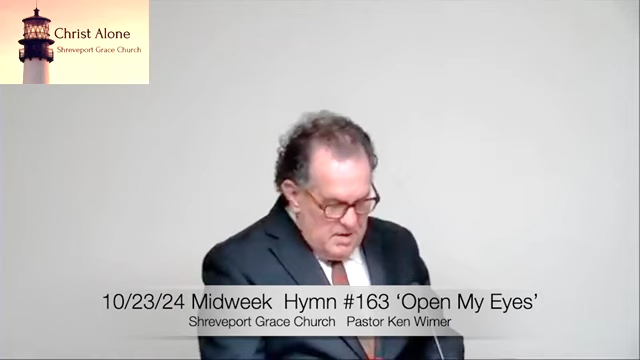 Christ Alone
Shreveport Grace Church
10/23/24 Midweek Hymn #163 ‘Open My Eyes’
Shreveport Grace Church Pastor Ken Wimer